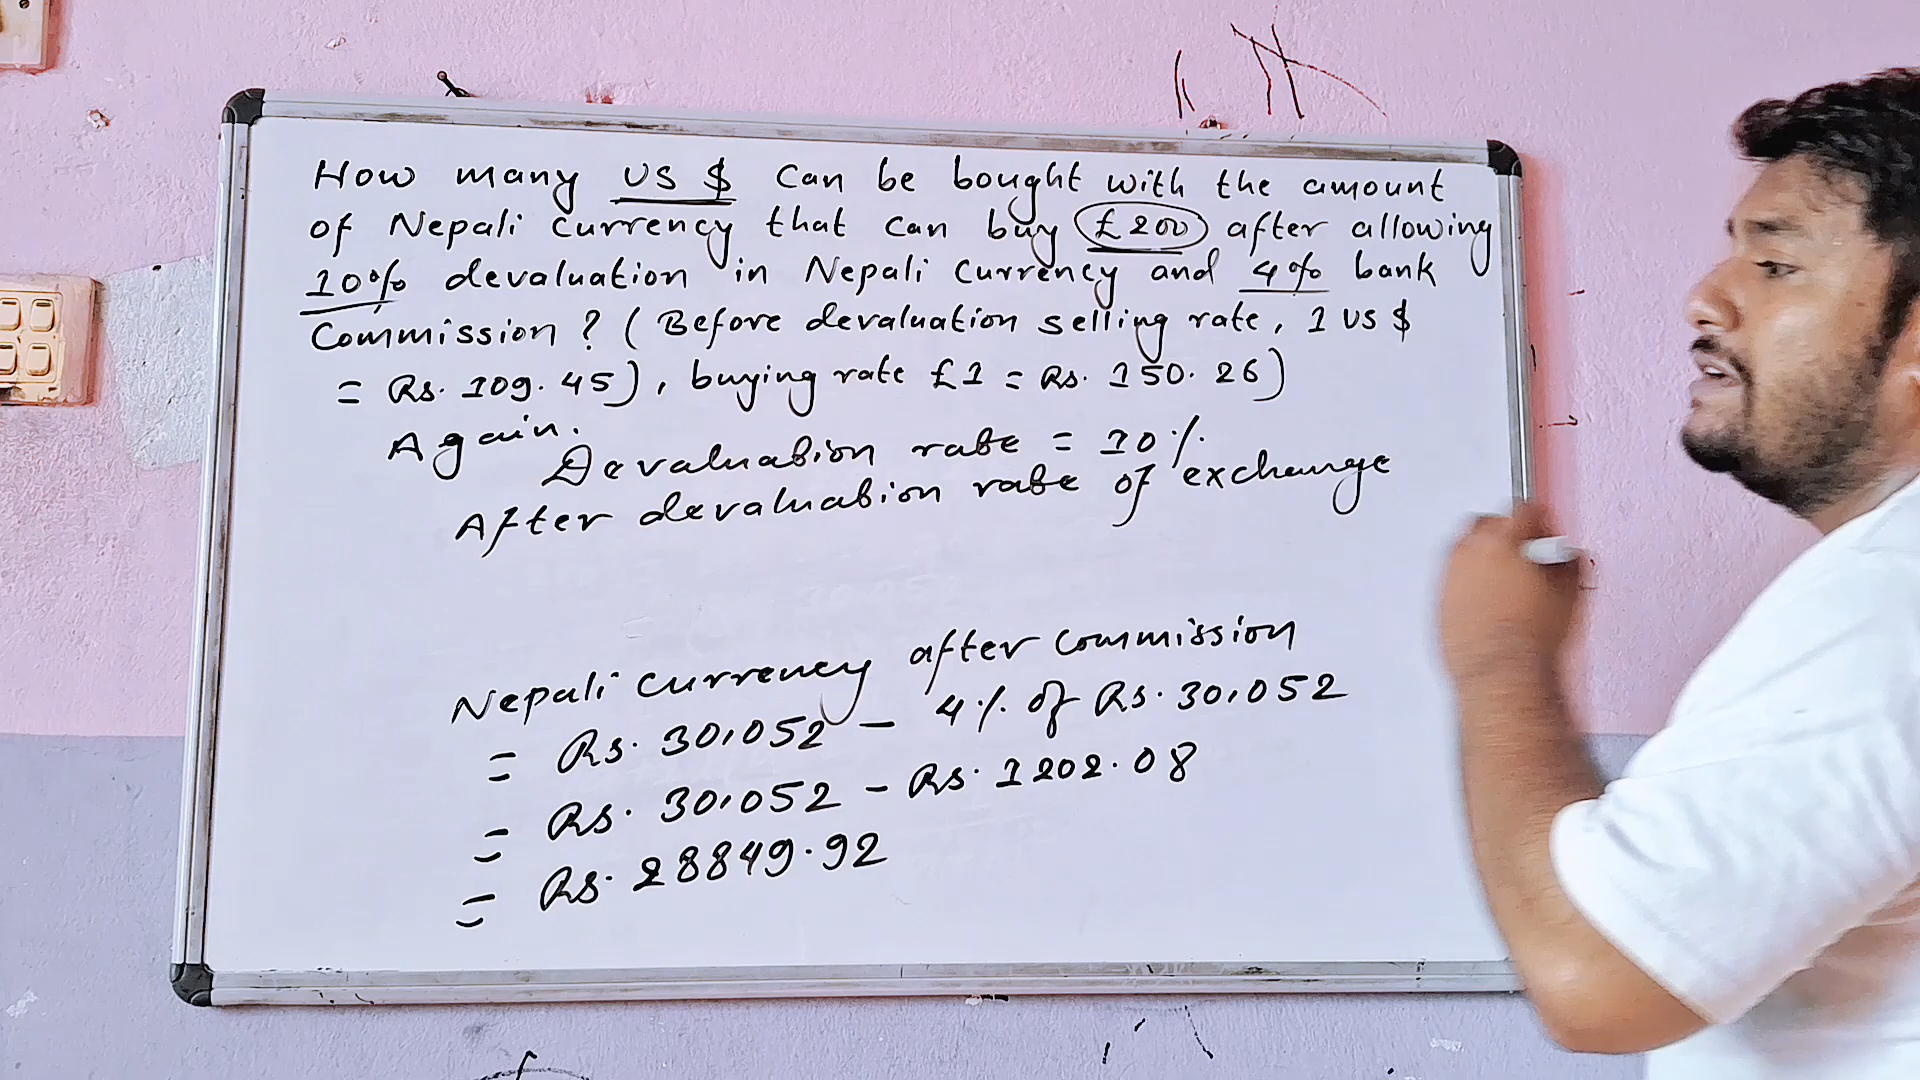 How many US $ can be bought with the amount
of Nepali currency that can buy £200 after allowing
10% devaluation in Nepali currency and 4% bank
Commission? (Before devaluation selling rate, 1 US $
= Rs. 109.45), buying rate £1 = Rs. 150.26)
Again.
Devaluation rate = 10%.
After devaluation rate of exchange
Nepali currency after commission
= Rs. 30,052 - 4% of Rs. 30,052
= Rs. 30,052 - Rs. 1202.08
= Rs. 28849.92